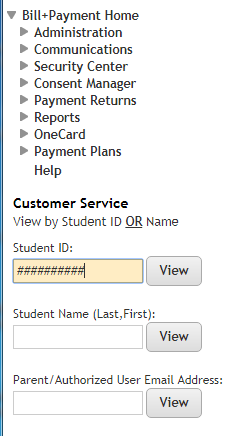 Bill+Payment Home
Administration
Communications
Security Center
Consent Manager
Payment Returns
Reports
OneCard
Payment Plans
Help
Customer Service
View by Student ID OR Name
Student ID:
########## View
Student Name (Last,First):
View
Parent/Authorized User Email Address:
View